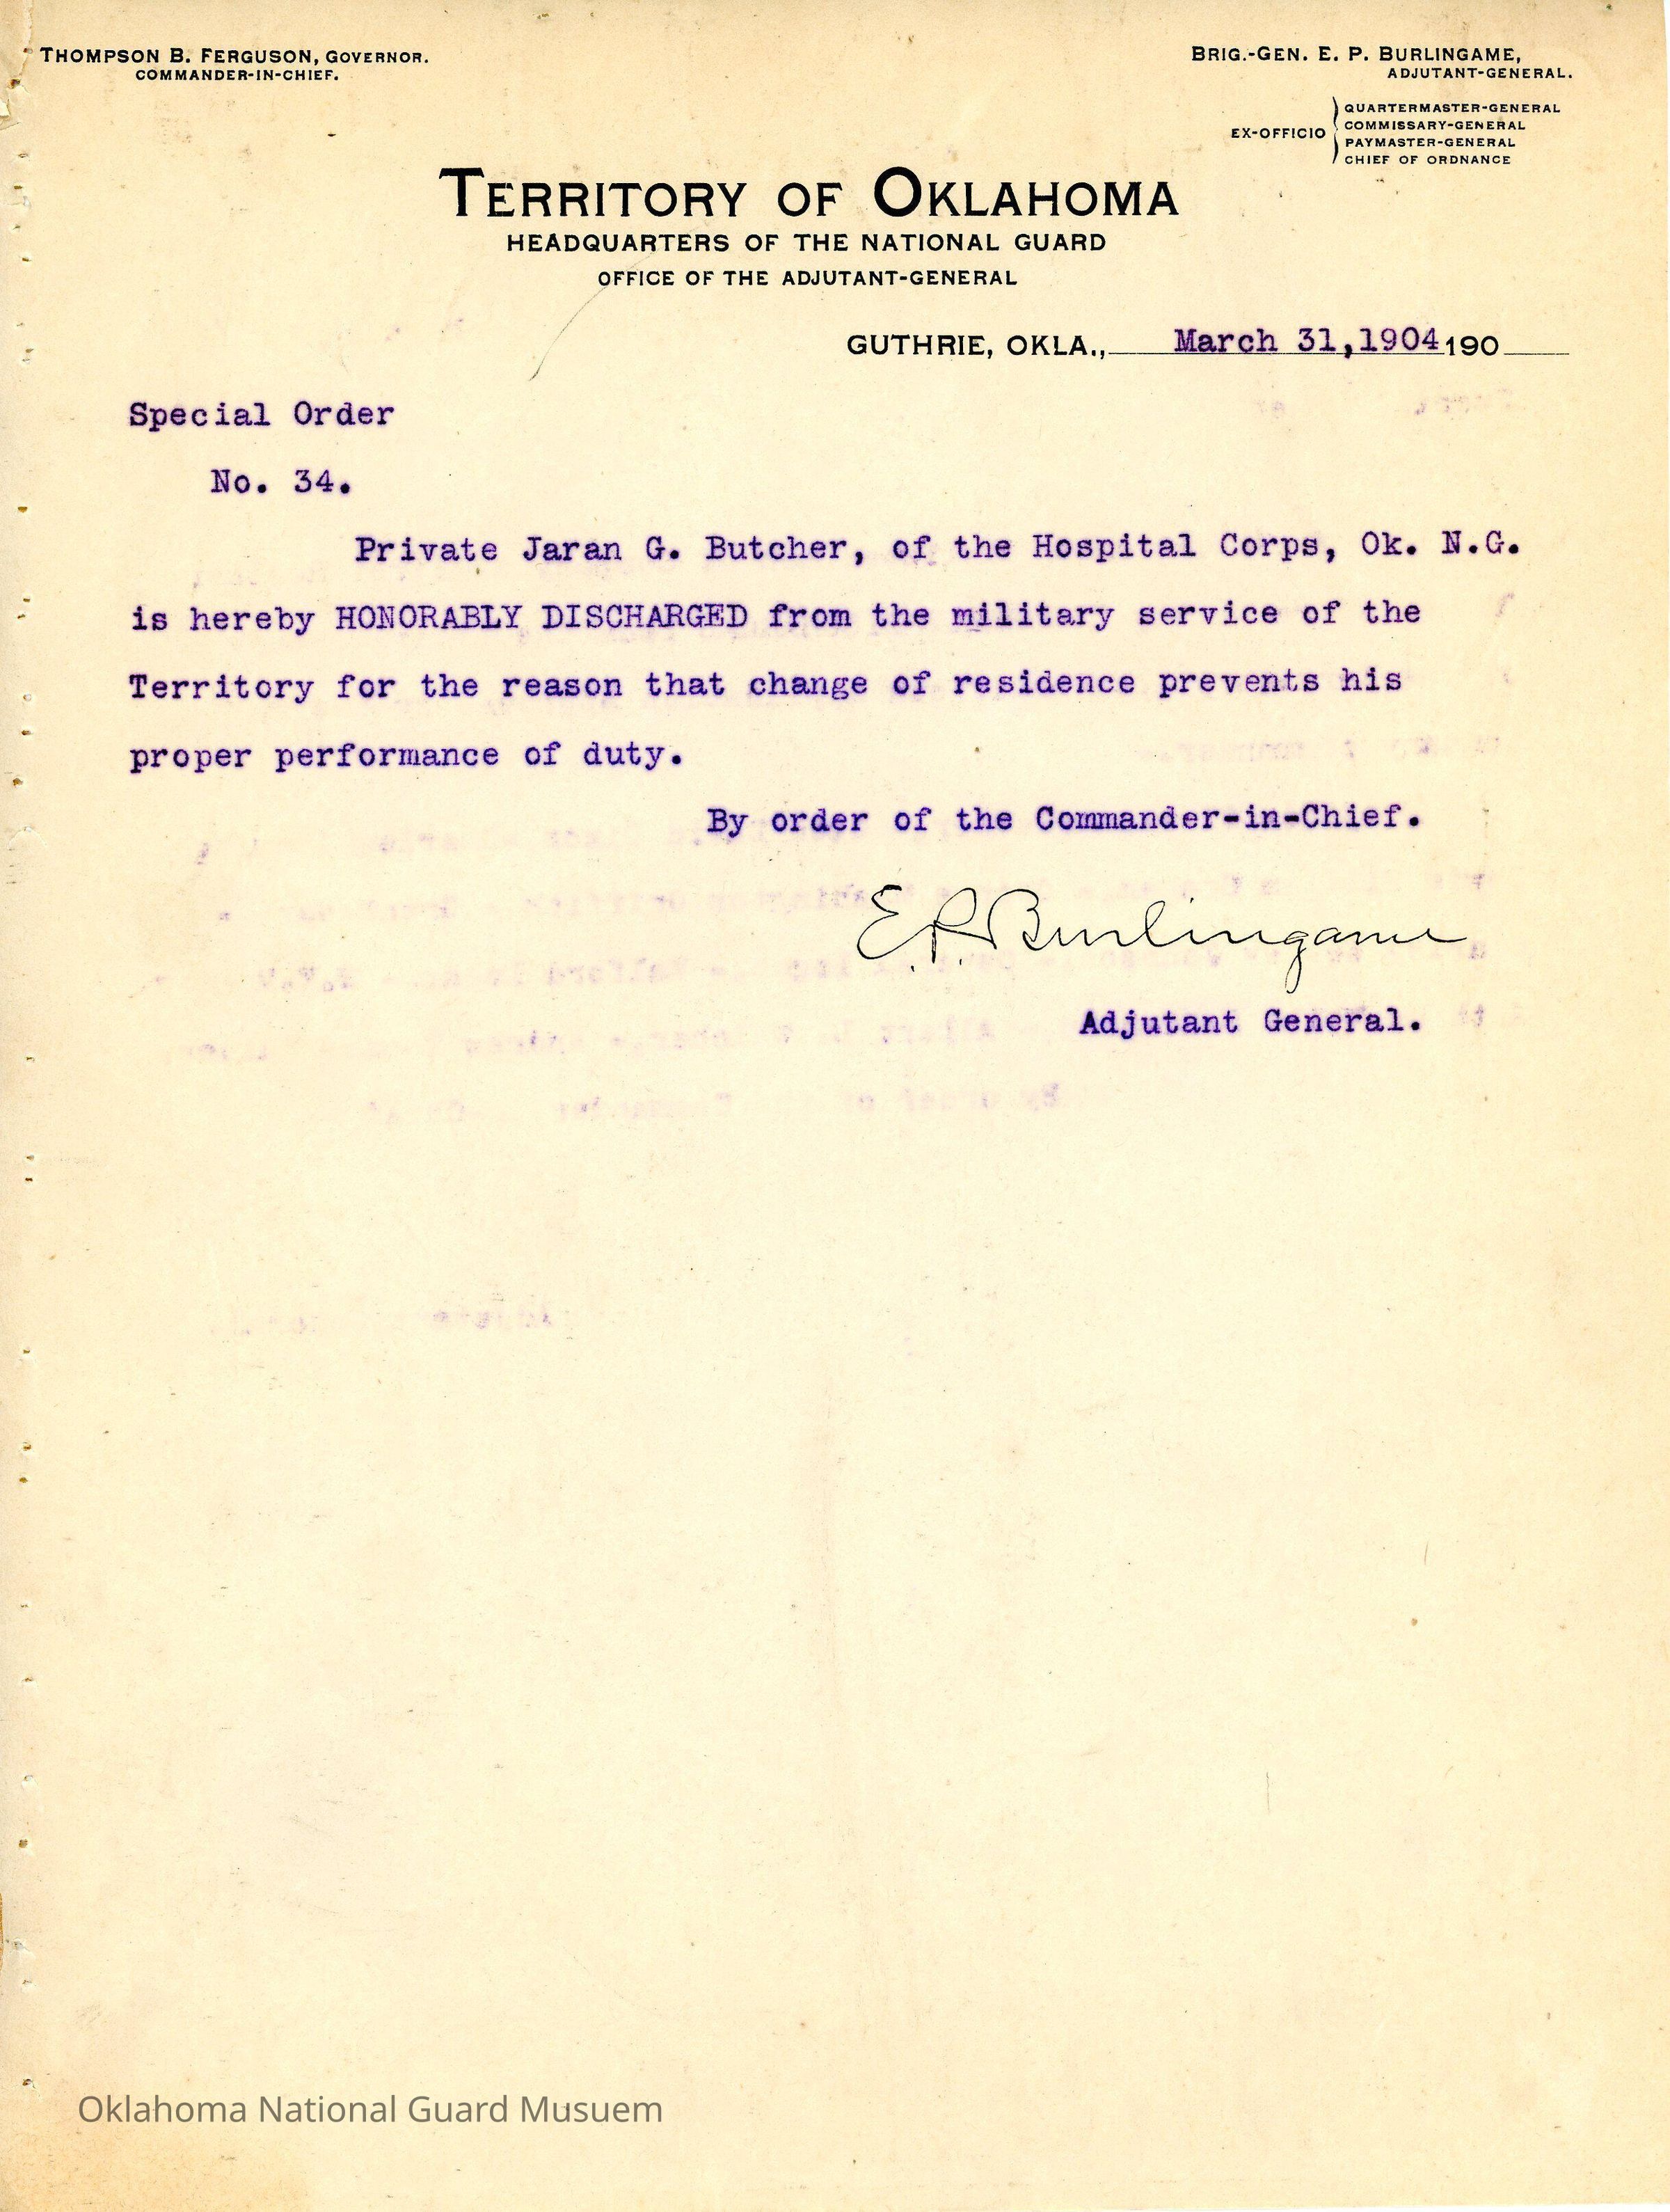 THOMPSON B. FERGUSON, GOVERNOR.
COMMANDER-IN-CHIEF.
BRIG.-GEN. E. P. BURLINGAME,
ADJUTANT-GENERAL.
EX-OFFICIO
QUARTERMASTER-GENERAL
COMMISSARY-GENERAL
PAYMASTER-GENERAL
CHIEF OF ORDNANCE
TERRITORY OF OKLAHOMA
HEADQUARTERS OF THE NATIONAL GUARD
OFFICE OF THE ADJUTANT-GENERAL
GUTHRIE, OKLA., March 31,1904 190
Special Order
No. 34.
Private Jaran G. Butcher, of the Hospital Corps, Ok. N.G.
is hereby HONORABLY DISCHARGED from the military service of the
Territory for the reason that change of residence prevents his
proper performance of duty.
By order of the Commander-in-Chief.
E.P. Burlingame
Adjutant General.
Oklahoma National Guard Musuem